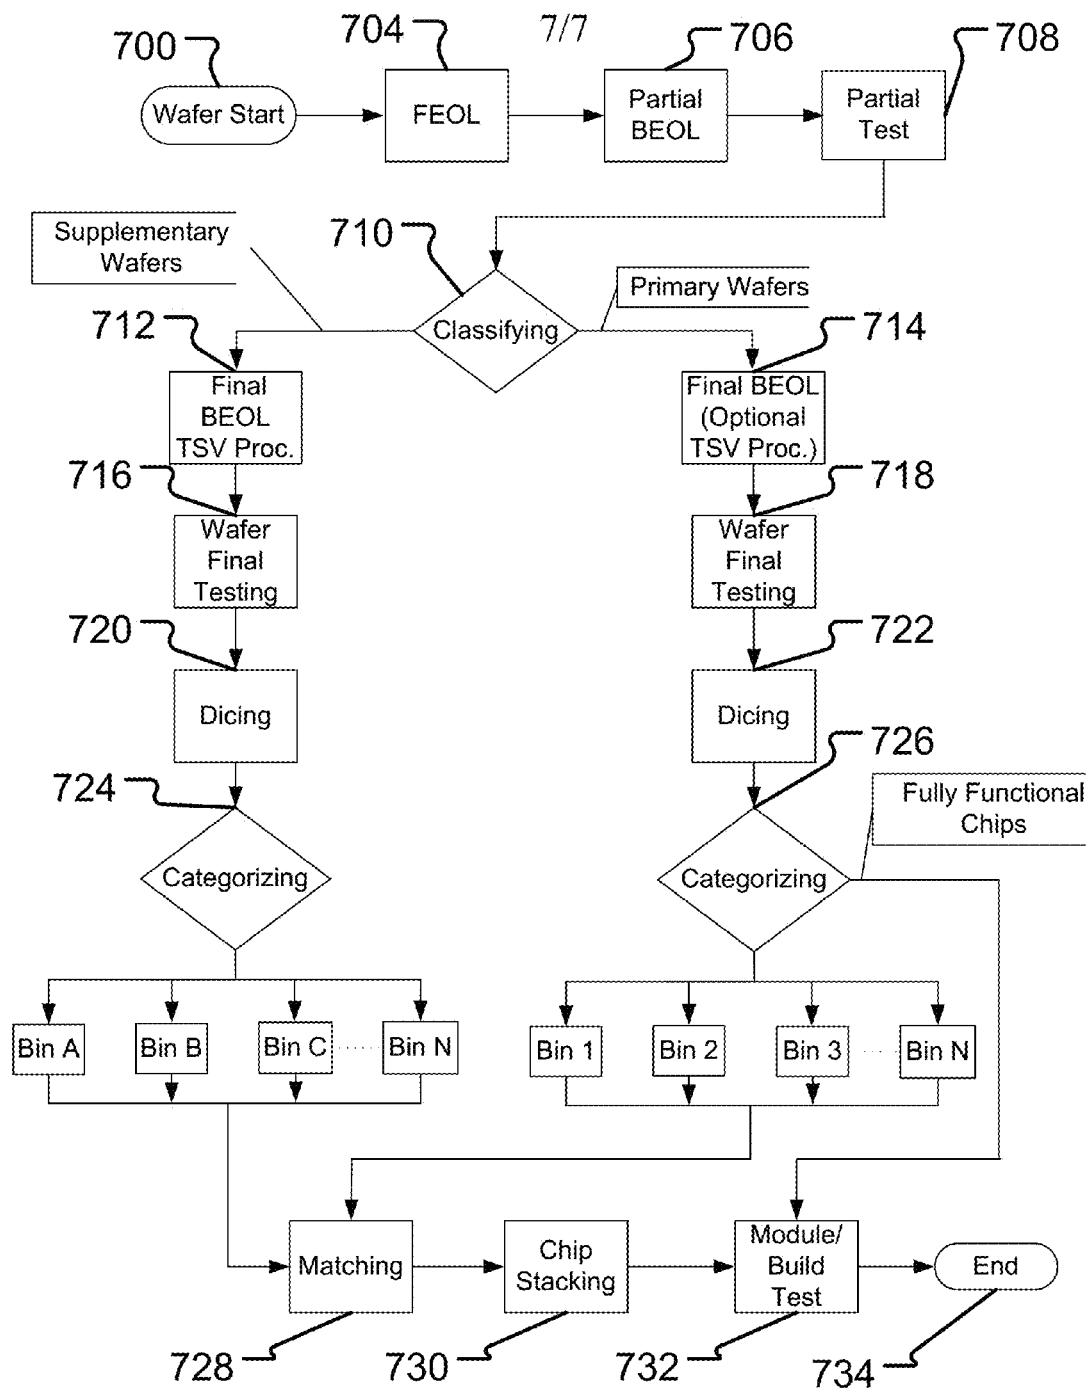 700
704
7/7
706
708
Wafer Start
FEOL
Partial
BEOL
Partial
Test
Supplementary
Wafers
710
Primary Wafers
712
Classifying
714
Final
BEOL
TSV Proc.
Final BEOL
(Optional
TSV Proc.)
716
718
Wafer
Final
Testing
Wafer
Final
Testing
720
722
Dicing
Dicing
724
726
Fully Functional
Chips
Categorizing
Categorizing
Bin A
Bin B
Bin C
Bin N
Bin 1
Bin 2
Bin 3
Bin N
Matching
Chip
Stacking
Module/
Build
Test
End
728
730
732
734